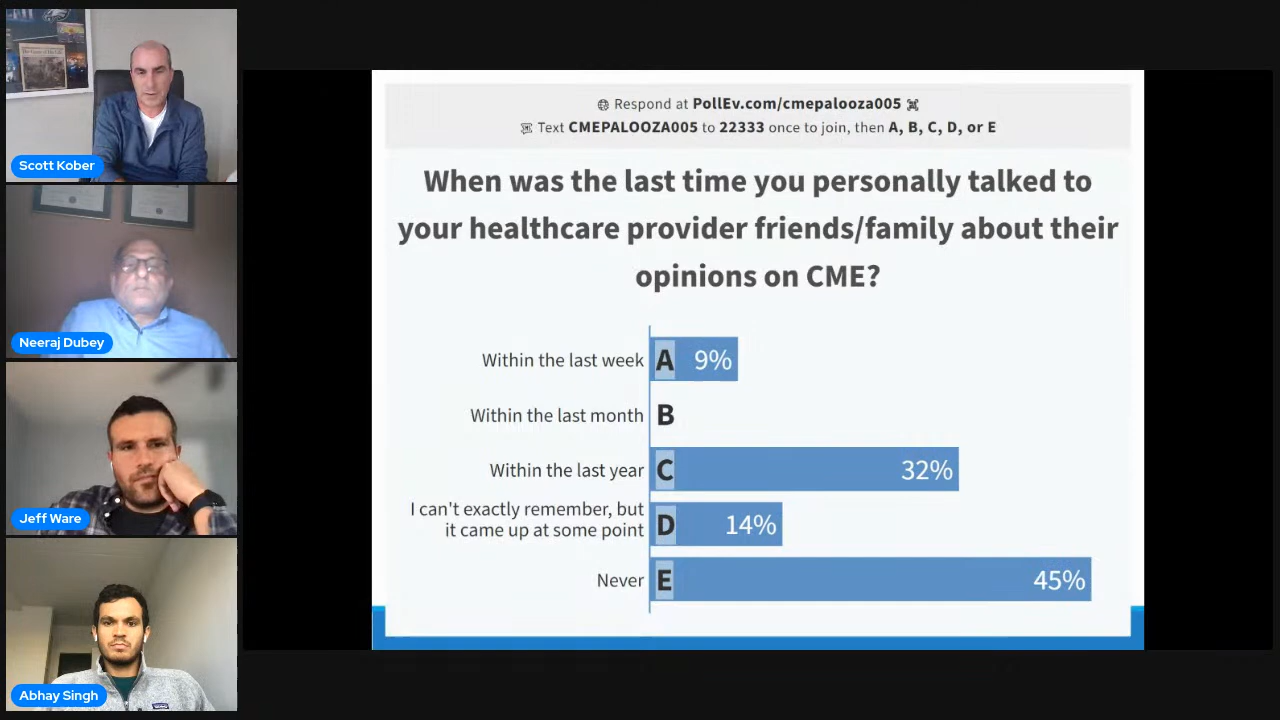 Scott Kober
Neeraj Dubey
Jeff Ware
Abhay Singh
Respond at PollEv.com/cmepalooza005
Text CMEPALOOZA005 to 22333 once to join, then A, B, C, D, or E
When was the last time you personally talked to
your healthcare provider friends/family about their
opinions on CME?
Within the last week A 9%
Within the last month B
Within the last year C 32%
I can't exactly remember, but
it came up at some point D 14%
Never E 45%